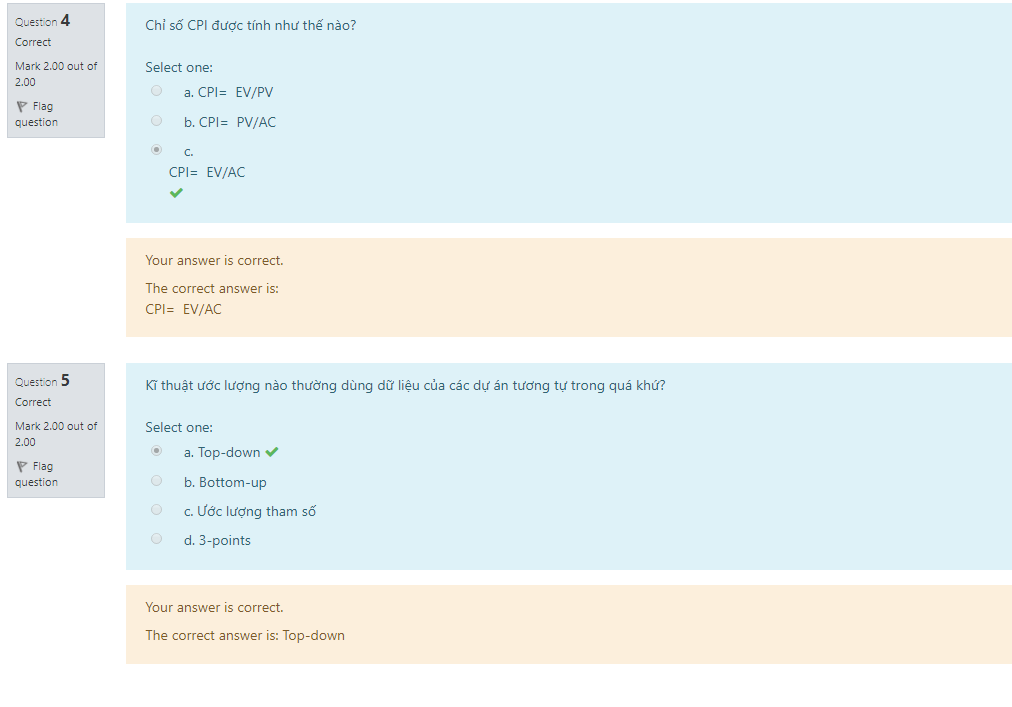 Question 4
Correct
Mark 2.00 out of
2.00
Flag
question
Chỉ số CPI được tính như thế nào?
Select one:
a. CPI= EV/PV
b. CPI= PV/AC
c.
CPI= EV/AC
Your answer is correct.
The correct answer is:
CPI= EV/AC
Question 5
Correct
Mark 2.00 out of
2.00
Flag
question
Kĩ thuật ước lượng nào thường dùng dữ liệu của các dự án tương tự trong quá khứ?
Select one:
a. Top-down
b. Bottom-up
c. Ước lượng tham số
d. 3-points
Your answer is correct.
The correct answer is: Top-down